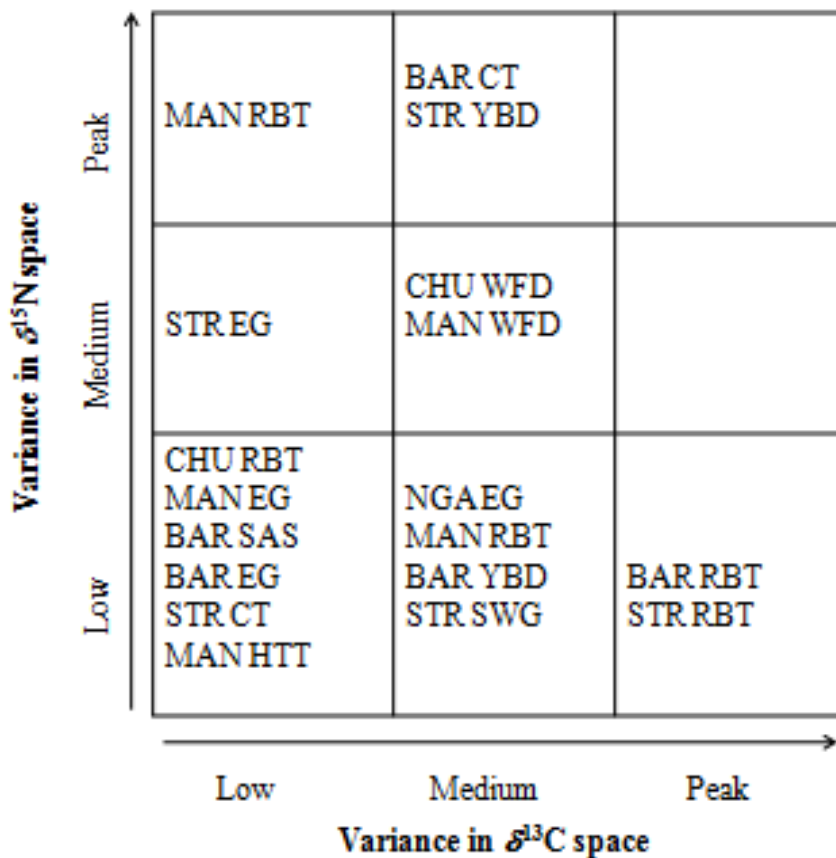 Variance in δ¹⁵N space
Peak
Medium
Low
MAN RBT
BAR CT
STR YBD
STR EG
CHU WFD
MAN WFD
CHU RBT
MAN EG
BAR SAS
BAR EG
STR CT
MAN HTT
NGA EG
MAN RBT
BAR YBD
STR SWG
BAR RBT
STR RBT
Low
Medium
Peak
Variance in δ¹³C space